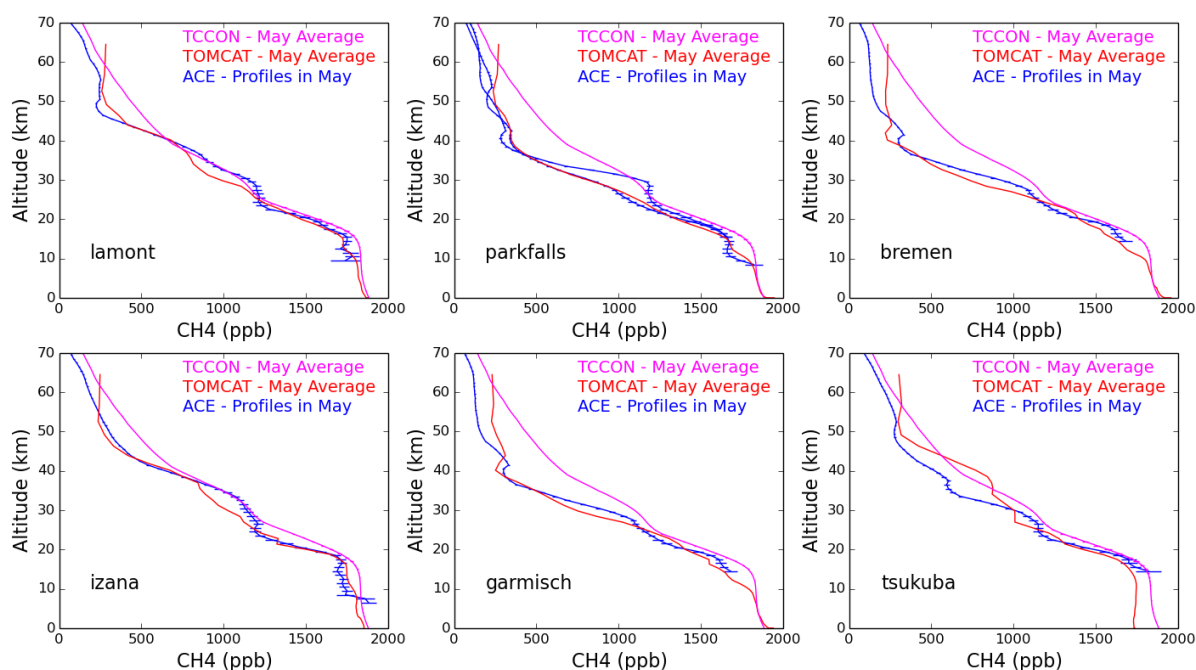 70
60
50
40
30
20
10
0
Altitude (km)
TCCON - May Average
TOMCAT - May Average
ACE - Profiles in May
lamont
0 500 1000 1500 2000
CH4 (ppb)
70
60
50
40
30
20
10
0
Altitude (km)
TCCON - May Average
TOMCAT - May Average
ACE - Profiles in May
parkfalls
0 500 1000 1500 2000
CH4 (ppb)
70
60
50
40
30
20
10
0
Altitude (km)
TCCON - May Average
TOMCAT - May Average
ACE - Profiles in May
bremen
0 500 1000 1500 2000
CH4 (ppb)
70
60
50
40
30
20
10
0
Altitude (km)
TCCON - May Average
TOMCAT - May Average
ACE - Profiles in May
izana
0 500 1000 1500 2000
CH4 (ppb)
70
60
50
40
30
20
10
0
Altitude (km)
TCCON - May Average
TOMCAT - May Average
ACE - Profiles in May
garmisch
0 500 1000 1500 2000
CH4 (ppb)
70
60
50
40
30
20
10
0
Altitude (km)
TCCON - May Average
TOMCAT - May Average
ACE - Profiles in May
tsukuba
0 500 1000 1500 2000
CH4 (ppb)